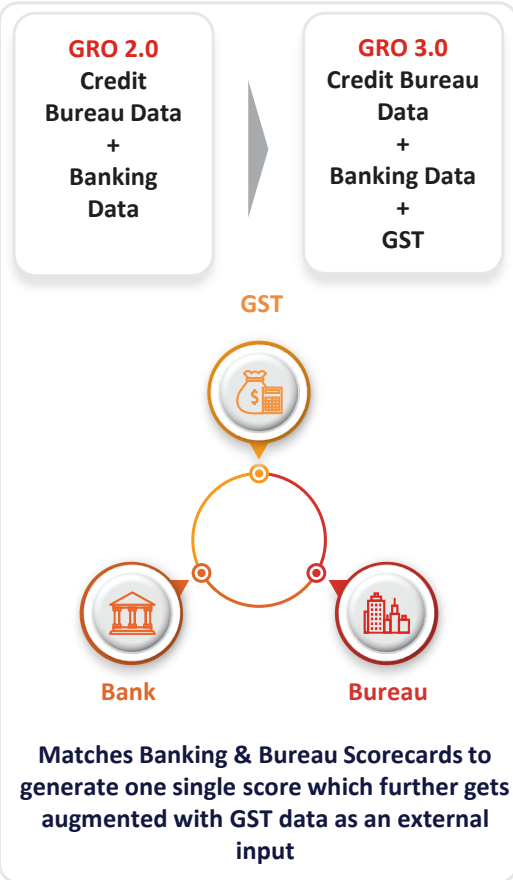 GRO 2.0
Credit
Bureau Data
+
Banking
Data
GRO 3.0
Credit Bureau
Data
+
Banking Data
+
GST
GST
$
Bank
Bureau
Matches Banking & Bureau Scorecards to
generate one single score which further gets
augmented with GST data as an external
input